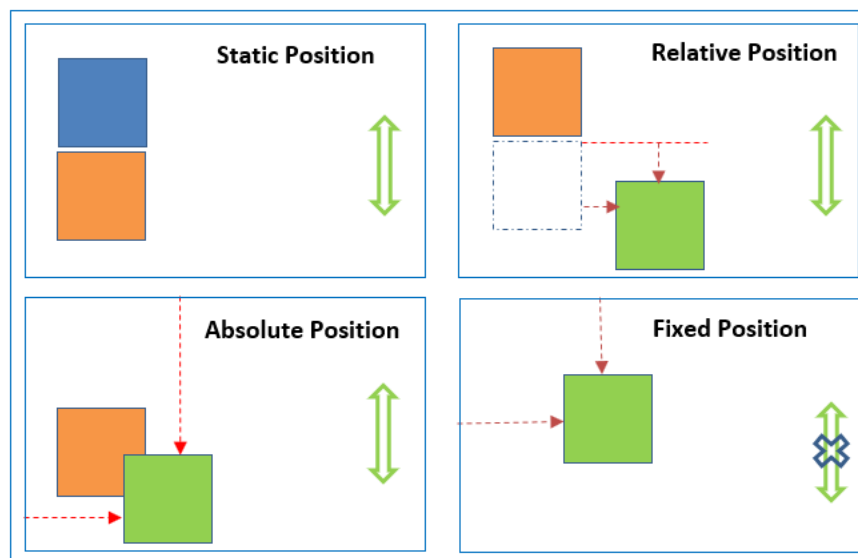 Static Position
Relative Position
Absolute Position
Fixed Position